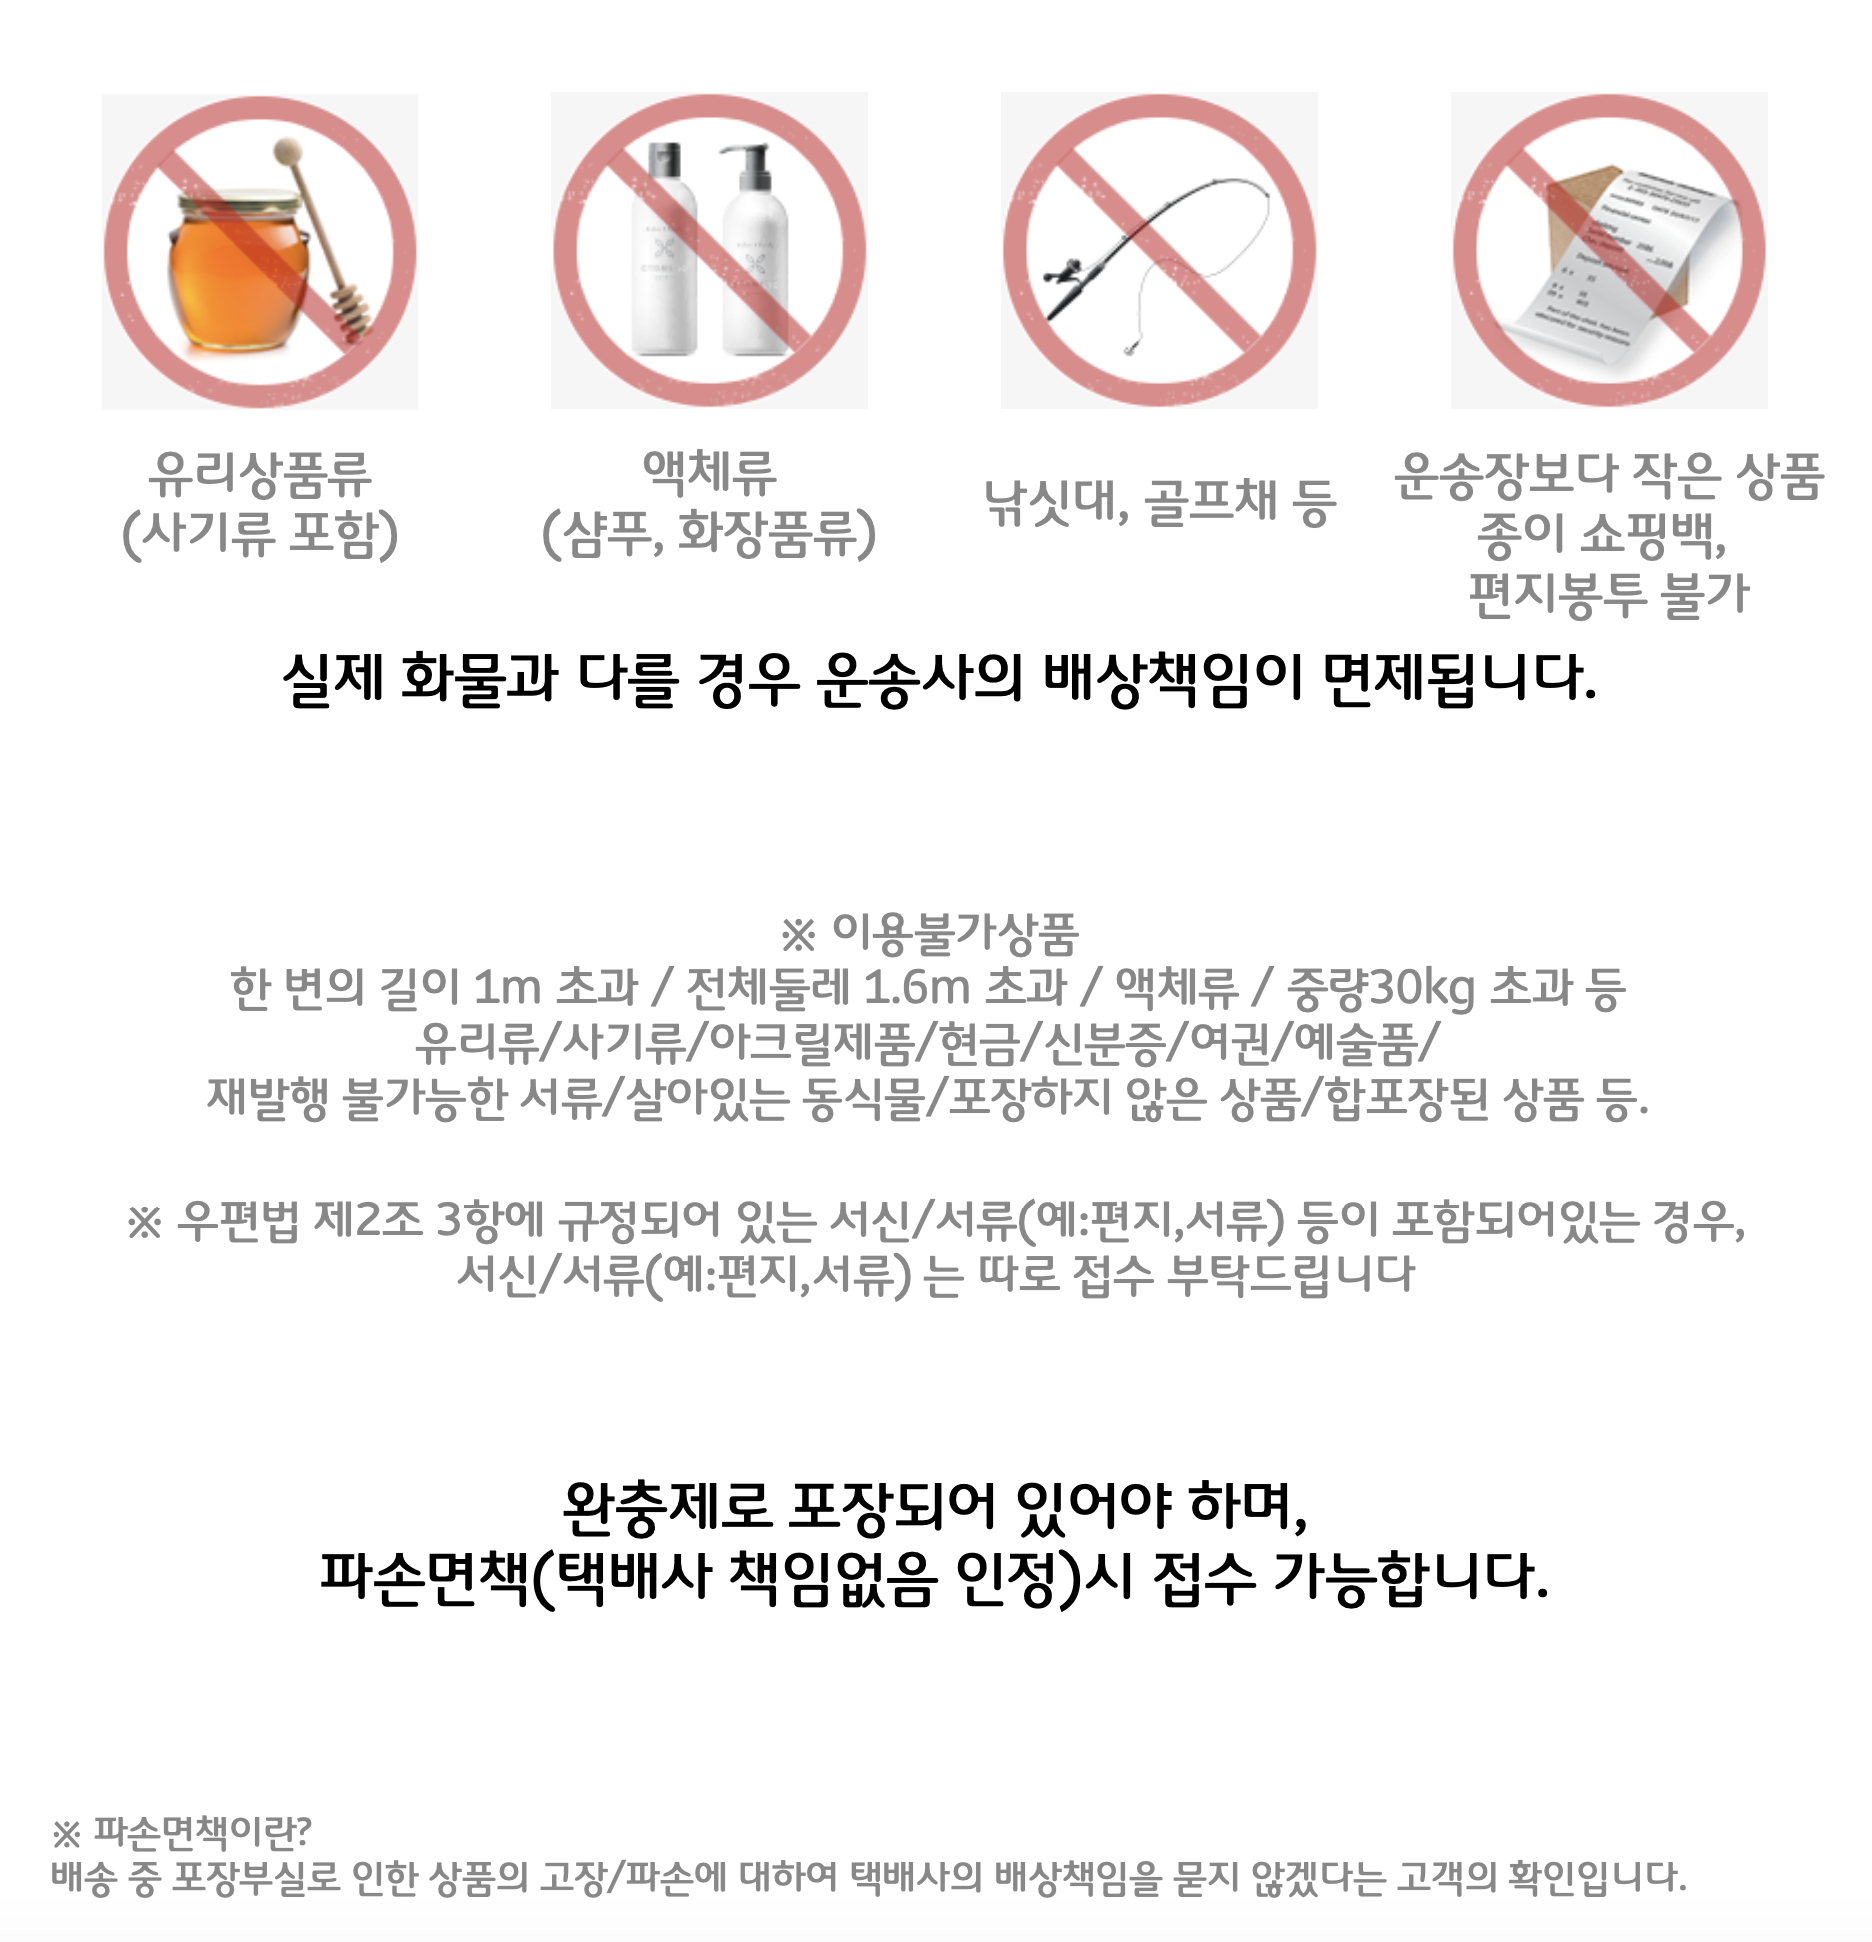 유리상품류
(사기류 포함)
액체류
(샴푸, 화장품류)
낚싯대, 골프채 등
운송장보다 작은 상품
종이 쇼핑백,
편지봉투 불가
실제 화물과 다를 경우 운송사의 배상책임이 면제됩니다.
※ 이용불가상품
한 변의 길이 1m 초과 / 전체둘레 1.6m 초과 / 액체류 / 중량30kg 초과 등
유리류/사기류/아크릴제품/현금/신분증/여권/예술품/
재발행 불가능한 서류/살아있는 동식물/포장하지 않은 상품/합포장된 상품 등.
※ 우편법 제2조 3항에 규정되어 있는 서신/서류(예:편지,서류) 등이 포함되어있는 경우,
서신/서류(예:편지,서류) 는 따로 접수 부탁드립니다
완충제로 포장되어 있어야 하며,
파손면책(택배사 책임없음 인정)시 접수 가능합니다.
※ 파손면책이란?
배송 중 포장부실로 인한 상품의 고장/파손에 대하여 택배사의 배상책임을 묻지 않겠다는 고객의 확인입니다.